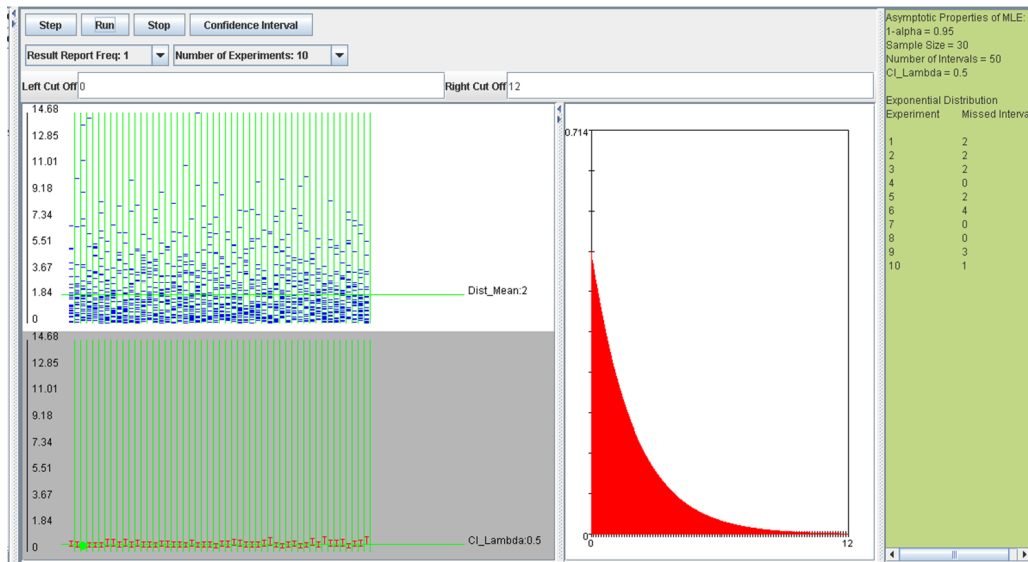 Step Run Stop Confidence Interval
Result Report Freq: 1 Number of Experiments: 10
Left Cut Off 0 Right Cut Off 12
14.68
12.85
11.01
9.18
7.34
5.51
3.67
1.84
0
Dist_Mean:2
14.68
12.85
11.01
9.18
7.34
5.51
3.67
1.84
0
CI_Lambda:0.5
0.714
0
0 12
Asymptotic Properties of MLE:
1-alpha = 0.95
Sample Size = 30
Number of Intervals = 50
CI_Lambda = 0.5
Exponential Distribution
Experiment Missed Interva
1 2
2 2
3 2
4 0
5 2
6 4
7 0
8 0
9 3
10 1